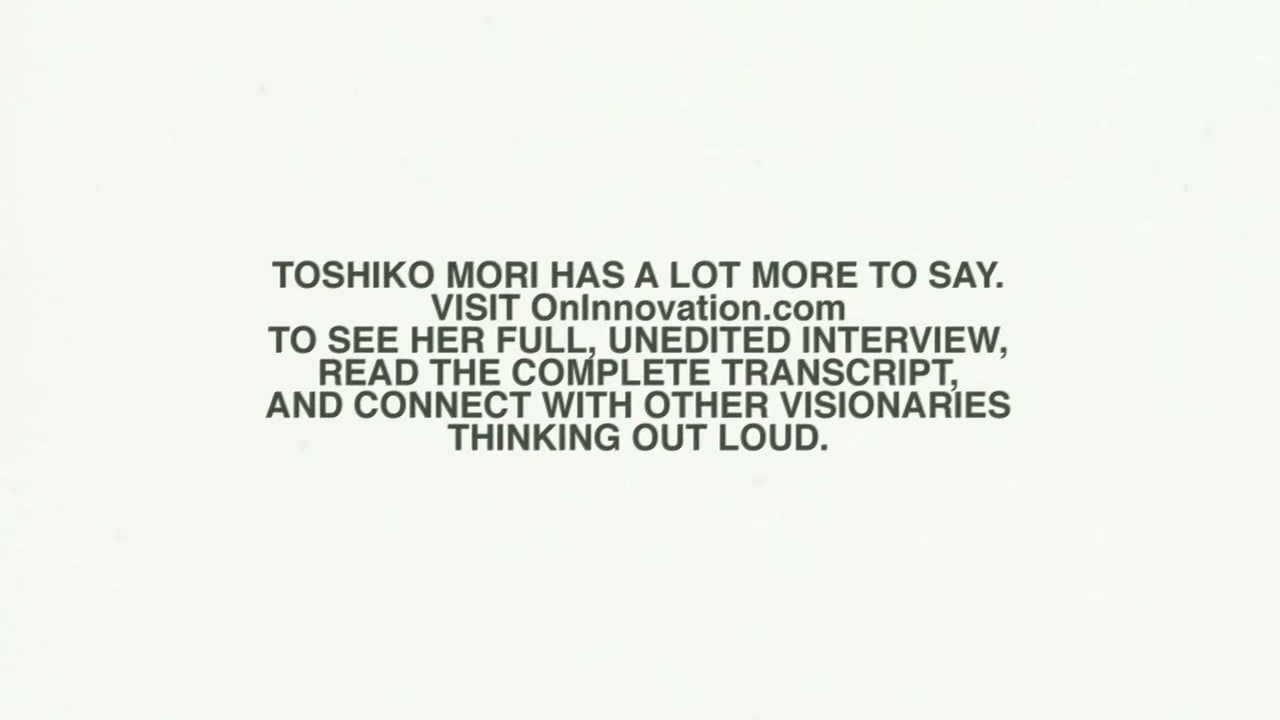 TOSHIKO MORI HAS A LOT MORE TO SAY.
VISIT OnInnovation.com
TO SEE HER FULL, UNEDITED INTERVIEW,
READ THE COMPLETE TRANSCRIPT,
AND CONNECT WITH OTHER VISIONARIES
THINKING OUT LOUD.